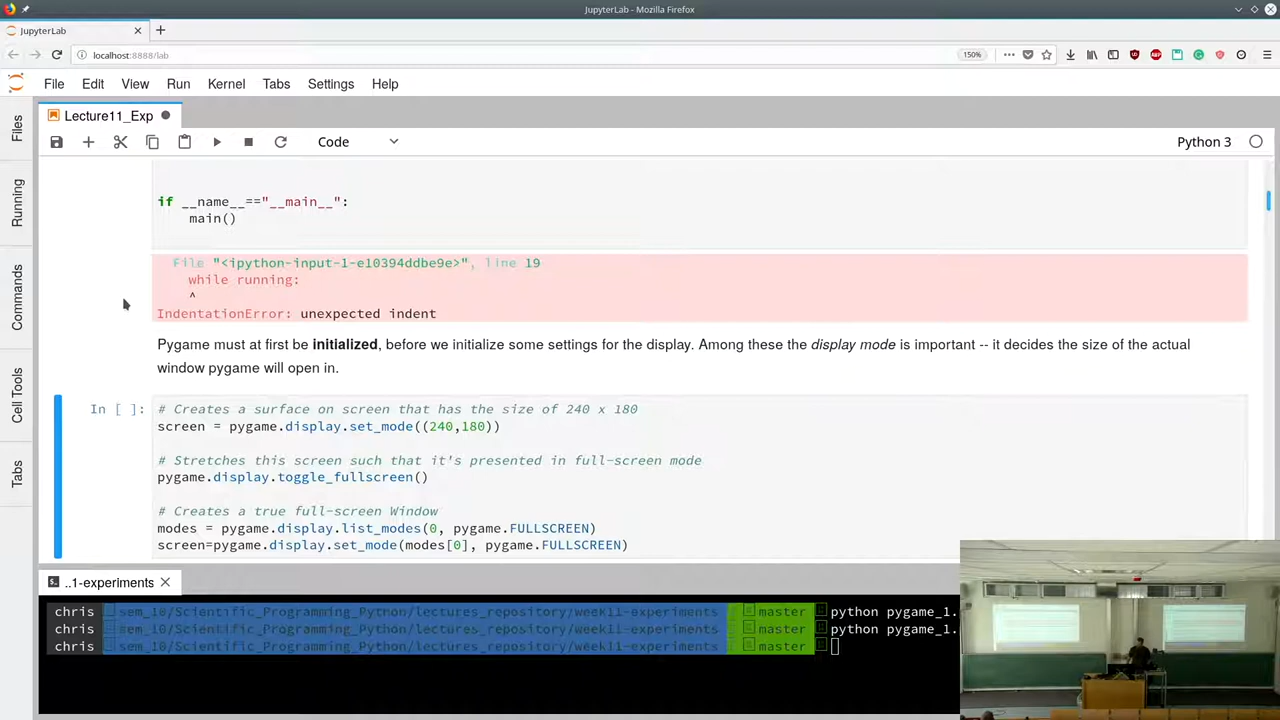 JupyterLab - Mozilla Firefox
JupyterLab
localhost:8888/lab
150%
File Edit View Run Kernel Tabs Settings Help
Lecture11_Exp
Code
Python 3
Files
Running
Commands
Cell Tools
Tabs
if __name__=="__main__":
main()
File "<ipython-input-1-e10394ddbe9e>", line 19
while running:
^
IndentationError: unexpected indent
Pygame must at first be initialized, before we initialize some settings for the display. Among these the display mode is important -- it decides the size of the actual
window pygame will open in.
In [ ]:
# Creates a surface on screen that has the size of 240 x 180
screen = pygame.display.set_mode((240,180))
# Stretches this screen such that it's presented in full-screen mode
pygame.display.toggle_fullscreen()
# Creates a true full-screen Window
modes = pygame.display.list_modes(0, pygame.FULLSCREEN)
screen=pygame.display.set_mode(modes[0], pygame.FULLSCREEN)
..1-experiments
chris sem_10/Scientific_Programming_Python/lectures_repository/week11-experiments master python pygame_1.
chris sem_10/Scientific_Programming_Python/lectures_repository/week11-experiments master python pygame_1.
chris sem_10/Scientific_Programming_Python/lectures_repository/week11-experiments master